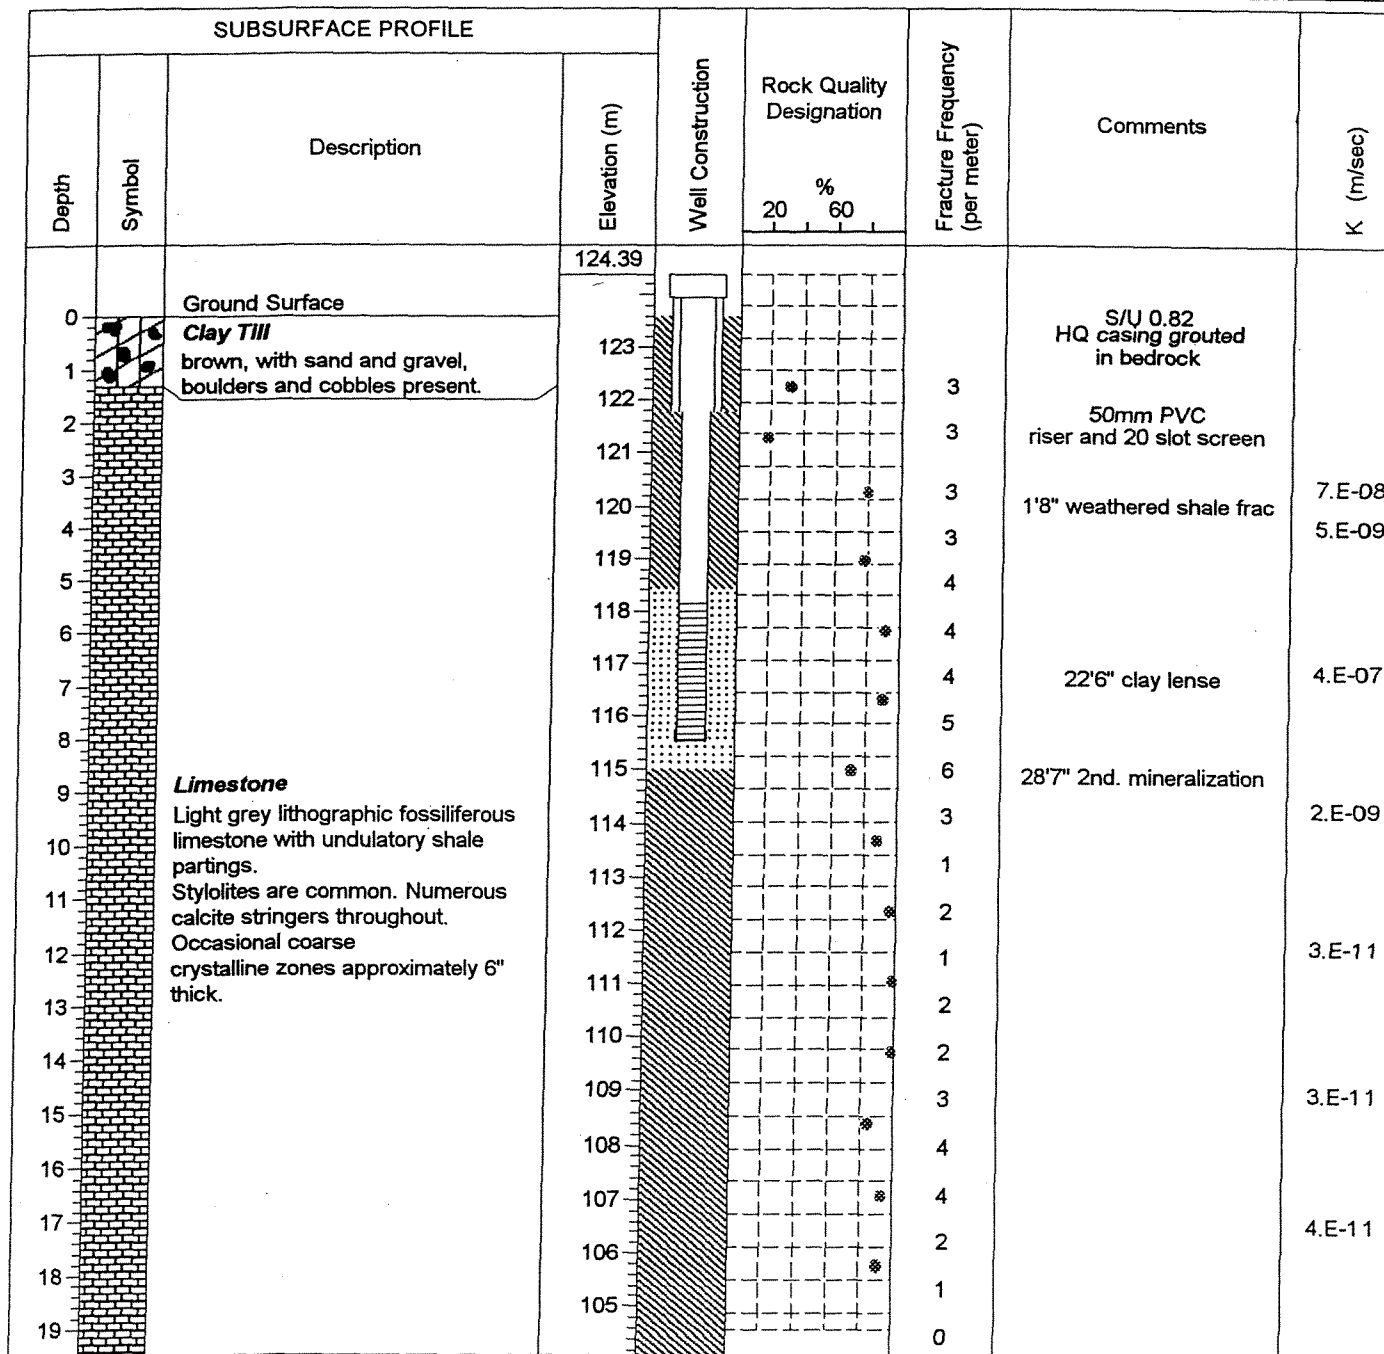 SUBSURFACE PROFILE
Depth
Symbol
Description
Elevation (m)
Well Construction
Rock Quality
Designation
%
20 60
Fracture Frequency
(per meter)
Comments
K (m/sec)
124.39
Ground Surface
Clay Till
brown, with sand and gravel,
boulders and cobbles present.
Limestone
Light grey lithographic fossiliferous
limestone with undulatory shale
partings.
Stylolites are common. Numerous
calcite stringers throughout.
Occasional coarse
crystalline zones approximately 6"
thick.
0
1
2
3
4
5
6
7
8
9
10
11
12
13
14
15
16
17
18
19
123
122
121
120
119
118
117
116
115
114
113
112
111
110
109
108
107
106
105
3
3
3
3
4
4
4
5
6
3
1
2
1
2
2
3
4
4
2
1
0
S/U 0.82
HQ casing grouted
in bedrock
50mm PVC
riser and 20 slot screen
1'8" weathered shale frac
22'6" clay lense
28'7" 2nd. mineralization
7.E-08
5.E-09
4.E-07
2.E-09
3.E-11
3.E-11
4.E-11